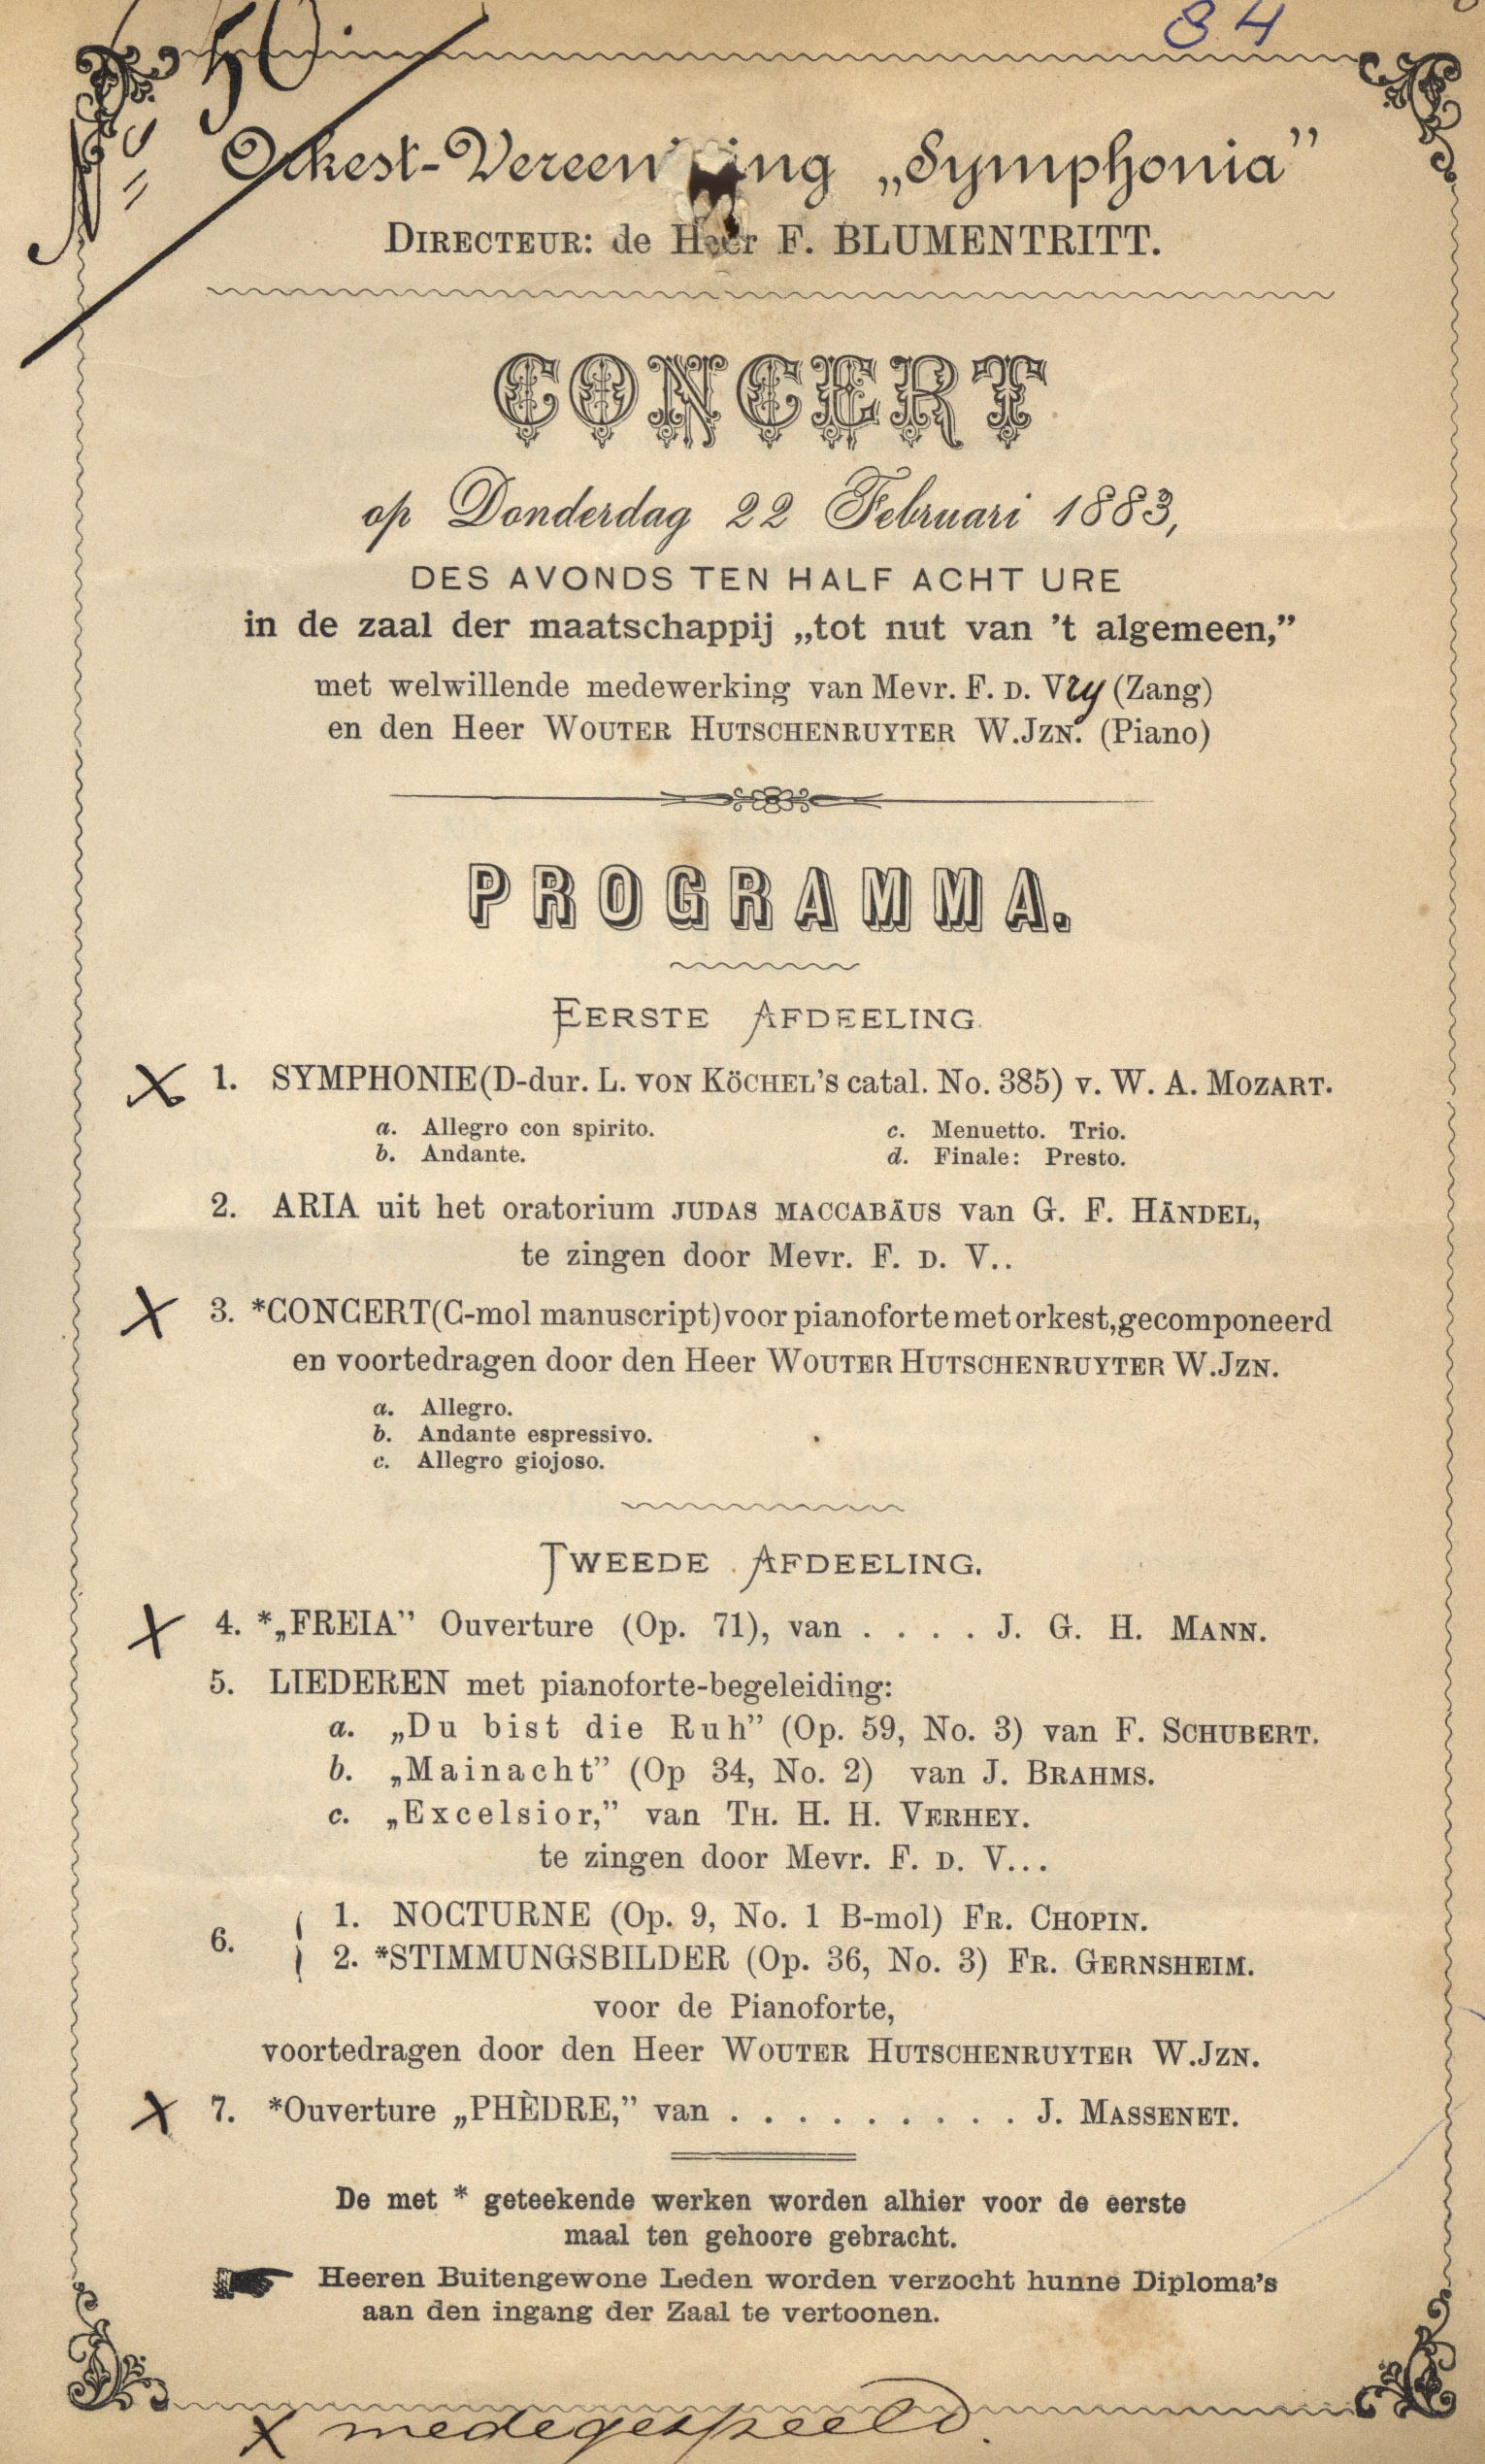 84
No 50.
Orkest-Vereeniging „Symphonia”
DIRECTEUR: de Heer F. BLUMENTRITT.
CONCERT
op Donderdag 22 Februari 1883,
DES AVONDS TEN HALF ACHT URE
in de zaal der maatschappij „tot nut van 't algemeen,”
met welwillende medewerking van Mevr. F. D. Vry (Zang)
en den Heer WOUTER HUTSCHENRUYTER W.JZN. (Piano)
PROGRAMMA.
EERSTE AFDEELING.
X 1. SYMPHONIE (D-dur. L. VON KÖCHEL'S catal. No. 385) v. W. A. MOZART.
a. Allegro con spirito. c. Menuetto. Trio.
b. Andante. d. Finale: Presto.
2. ARIA uit het oratorium JUDAS MACCABÄUS van G. F. HÄNDEL,
te zingen door Mevr. F. D. V..
X 3. *CONCERT (C-mol manuscript) voor pianoforte met orkest, gecomponeerd
en voortedragen door den Heer WOUTER HUTSCHENRUYTER W.JZN.
a. Allegro.
b. Andante espressivo.
c. Allegro giojoso.
TWEEDE AFDEELING.
X 4. *„FREIA” Ouverture (Op. 71), van . . . . J. G. H. MANN.
5. LIEDEREN met pianoforte-begeleiding:
a. „Du bist die Ruh” (Op. 59, No. 3) van F. SCHUBERT.
b. „Mainacht” (Op 34, No. 2) van J. BRAHMS.
c. „Excelsior,” van TH. H. H. VERHEY.
te zingen door Mevr. F. D. V...
6. 1. NOCTURNE (Op. 9, No. 1 B-mol) FR. CHOPIN.
2. *STIMMUNGSBILDER (Op. 36, No. 3) FR. GERNSHEIM.
voor de Pianoforte,
voortedragen door den Heer WOUTER HUTSCHENRUYTER W.JZN.
X 7. *Ouverture „PHÈDRE,” van . . . . . . . . . J. MASSENET.
De met * geteekende werken worden alhier voor de eerste
maal ten gehoore gebracht.
Heeren Buitengewone Leden worden verzocht hunne Diploma's
aan den ingang der Zaal te vertoonen.
X medegespeeld.